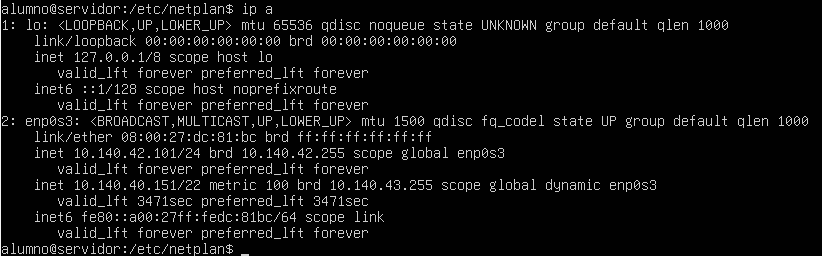 alumno@servidor:/etc/netplan$ ip a
1: lo: <LOOPBACK,UP,LOWER_UP> mtu 65536 qdisc noqueue state UNKNOWN group default qlen 1000
    link/loopback 00:00:00:00:00:00 brd 00:00:00:00:00:00
    inet 127.0.0.1/8 scope host lo
       valid_lft forever preferred_lft forever
    inet6 ::1/128 scope host noprefixroute
       valid_lft forever preferred_lft forever
2: enp0s3: <BROADCAST,MULTICAST,UP,LOWER_UP> mtu 1500 qdisc fq_codel state UP group default qlen 1000
    link/ether 08:00:27:dc:81:bc brd ff:ff:ff:ff:ff:ff
    inet 10.140.42.101/24 brd 10.140.42.255 scope global enp0s3
       valid_lft forever preferred_lft forever
    inet 10.140.40.151/22 metric 100 brd 10.140.43.255 scope global dynamic enp0s3
       valid_lft 3471sec preferred_lft 3471sec
    inet6 fe80::a00:27ff:fedc:81bc/64 scope link
       valid_lft forever preferred_lft forever
alumno@servidor:/etc/netplan$ _